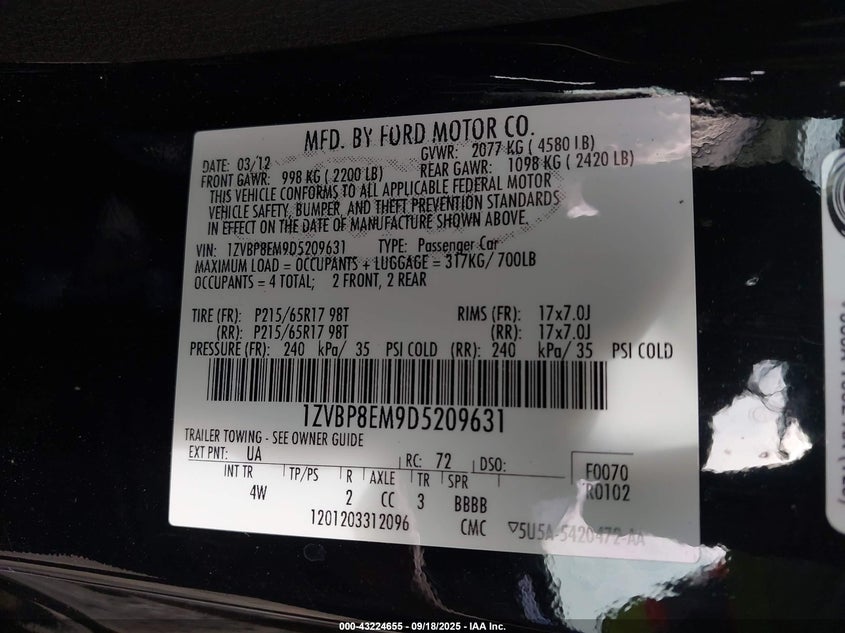 MFD. BY FORD MOTOR CO.
DATE: 03/12 GVWR: 2077 KG ( 4580 LB)
FRONT GAWR: 998 KG ( 2200 LB) REAR GAWR: 1098 KG ( 2420 LB)
THIS VEHICLE CONFORMS TO ALL APPLICABLE FEDERAL MOTOR
VEHICLE SAFETY, BUMPER, AND THEFT PREVENTION STANDARDS
IN EFFECT ON THE DATE OF MANUFACTURE SHOWN ABOVE.
VIN: 1ZVBP8EM9D5209631 TYPE: Passenger Car
MAXIMUM LOAD = OCCUPANTS + LUGGAGE = 317KG/ 700LB
OCCUPANTS = 4 TOTAL; 2 FRONT, 2 REAR
TIRE (FR): P215/65R17 98T RIMS (FR): 17x7.0J
(RR): P215/65R17 98T (RR): 17x7.0J
PRESSURE (FR): 240 kPa/ 35 PSI COLD (RR): 240 kPa/ 35 PSI COLD
1ZVBP8EM9D5209631
TRAILER TOWING - SEE OWNER GUIDE
EXT PNT: UA RC: 72 DSO: F0070
INT TR TP/PS R AXLE TR SPR R0102
4W 2 CC 3 BBBB
1201203312096 CMC ▽5U5A-5420472-AA
000-43224655 - 09/18/2025 - IAA Inc.